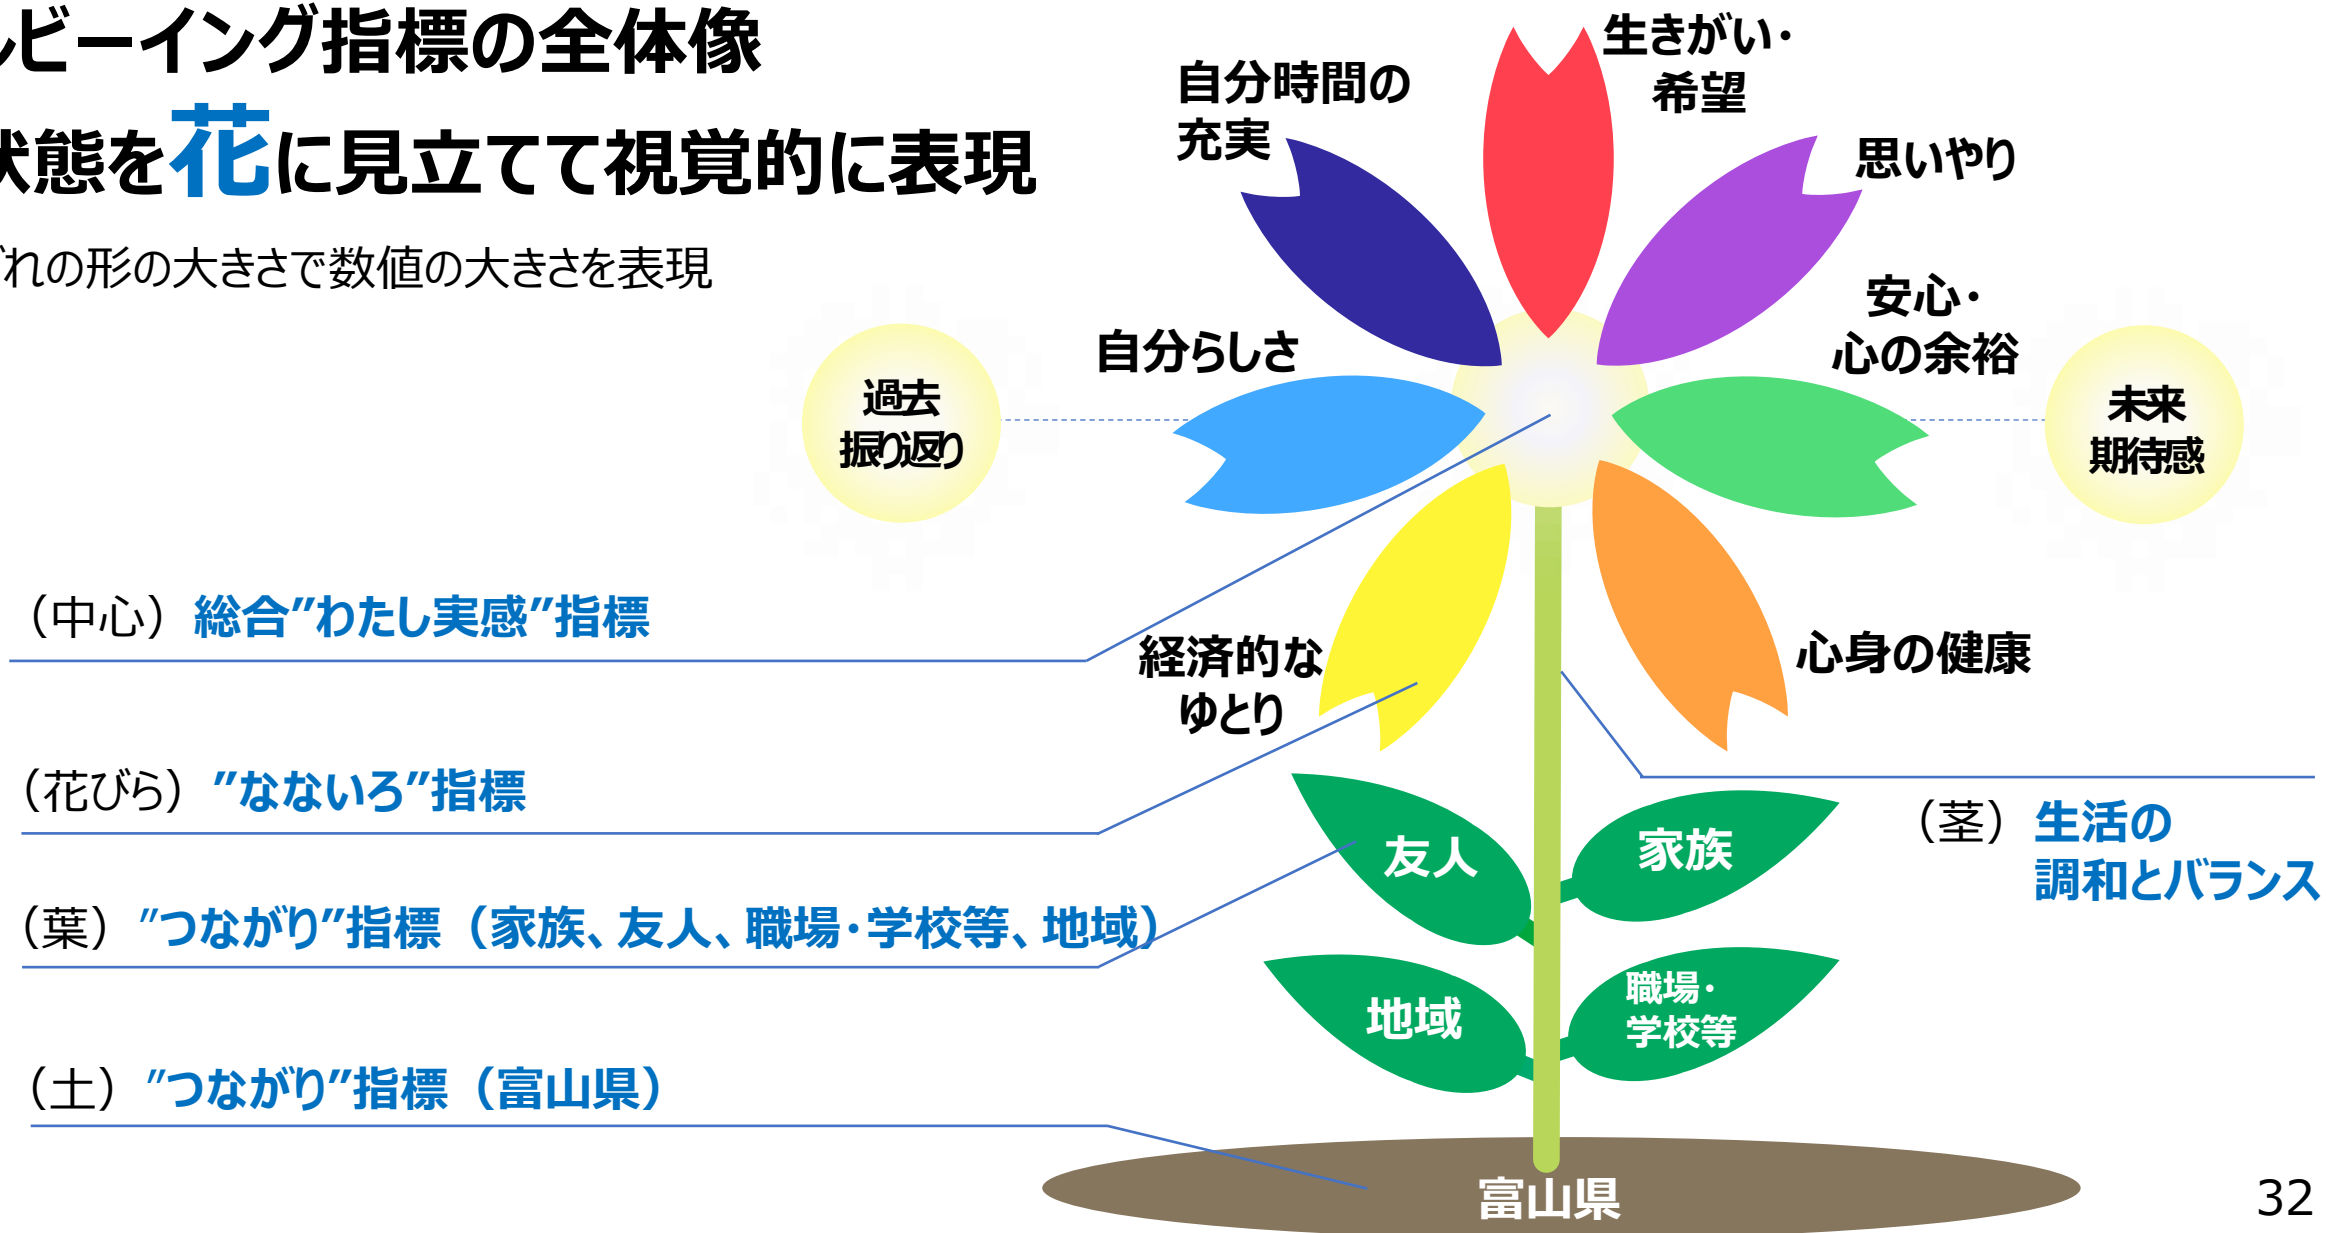 ルビーイング指標の全体像
状態を花に見立てて視覚的に表現
ぞれの形の大きさで数値の大きさを表現
生きがい・
希望
自分時間の
充実
思いやり
安心・
心の余裕
自分らしさ
過去
振り返り
未来
期待感
(中心) 総合”わたし実感”指標
経済的な
ゆとり
心身の健康
(花びら) ”なないろ”指標
(茎) 生活の
調和とバランス
友人
家族
(葉) ”つながり”指標(家族、友人、職場・学校等、地域)
地域
職場・
学校等
(土) ”つながり”指標(富山県)
富山県
32